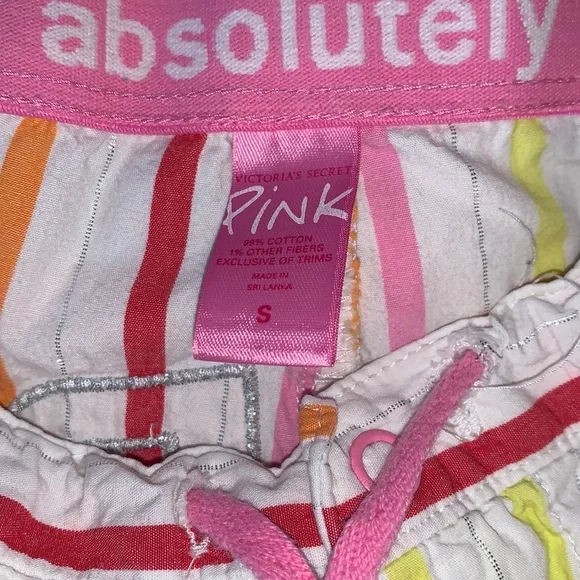 absolutely
VICTORIA'S SECRET
PINK
99% COTTON
1% OTHER FIBERS
EXCLUSIVE OF TRIMS
MADE IN
SRI LANKA
S